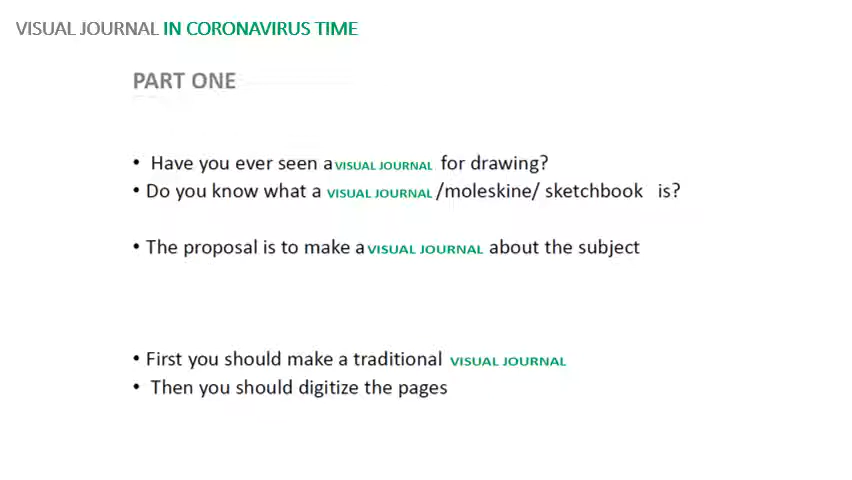 VISUAL JOURNAL IN CORONAVIRUS TIME
PART ONE
• Have you ever seen a VISUAL JOURNAL for drawing?
• Do you know what a VISUAL JOURNAL /moleskine/ sketchbook is?
• The proposal is to make a VISUAL JOURNAL about the subject
• First you should make a traditional VISUAL JOURNAL
• Then you should digitize the pages